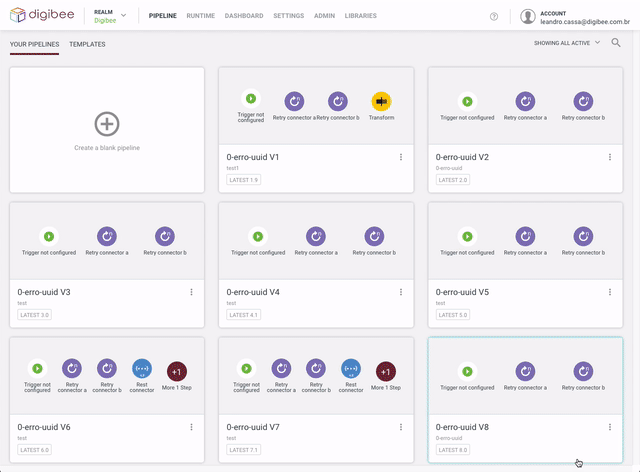 digibee
REALM
Digibee
PIPELINE
RUNTIME
DASHBOARD
SETTINGS
ADMIN
LIBRARIES
?
ACCOUNT
leandro.cassa@digibee.com.br
YOUR PIPELINES
TEMPLATES
SHOWING ALL ACTIVE
Create a blank pipeline
Trigger not
configured
Retry connector a
Retry connector b
Transform
0-erro-uuid V1
test1
LATEST 1.9
Trigger not configured
Retry connector a
Retry connector b
0-erro-uuid V2
0-erro-uuid
LATEST 2.0
Trigger not configured
Retry connector a
Retry connector b
0-erro-uuid V3
test
LATEST 3.0
Trigger not configured
Retry connector a
Retry connector b
0-erro-uuid V4
test
LATEST 4.1
Trigger not configured
Retry connector a
Retry connector b
0-erro-uuid V5
test
LATEST 5.0
Trigger not
configured
Retry
connector a
Retry
connector b
Rest
connector
+1
More 1 Step
0-erro-uuid V6
test
LATEST 6.0
Trigger not
configured
Retry
connector a
Retry
connector b
Rest
connector
+1
More 1 Step
0-erro-uuid V7
test
LATEST 7.1
Trigger not configured
Retry connector a
Retry connector b
0-erro-uuid V8
0-erro-uuid
LATEST 8.0